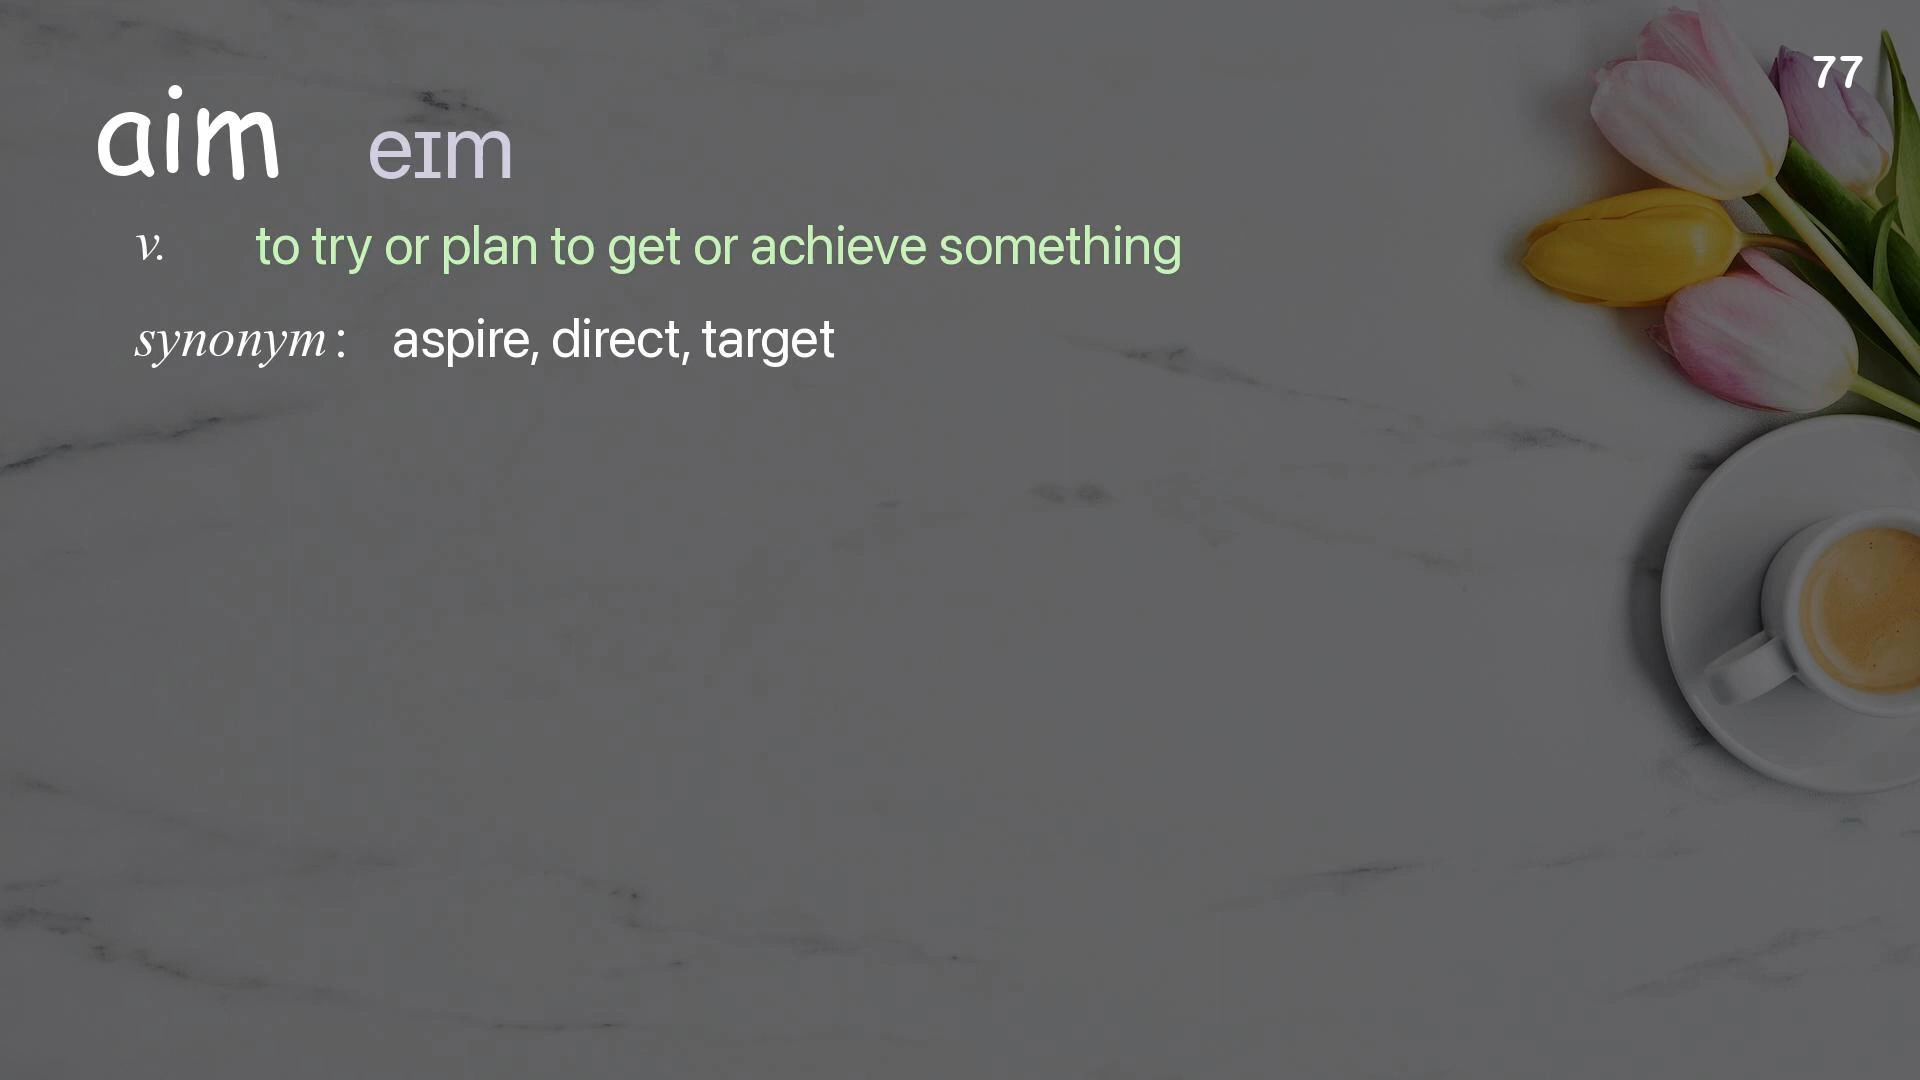 77
aim eɪm
v. to try or plan to get or achieve something
synonym: aspire, direct, target